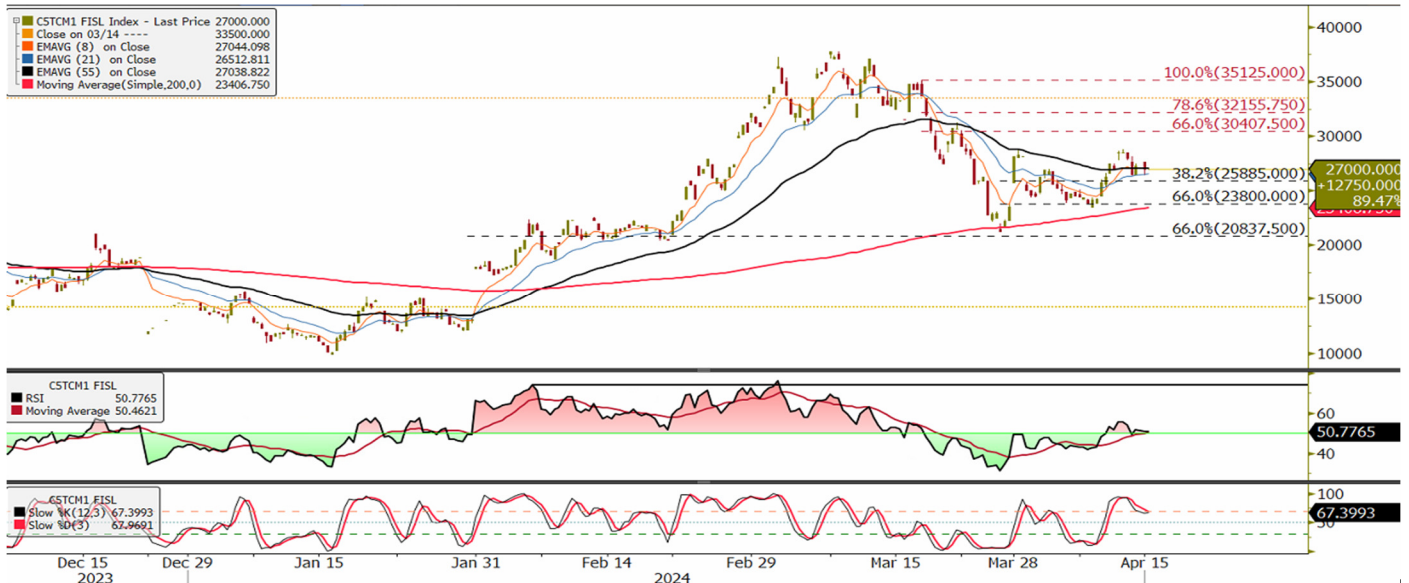 C5TCM1 FISL Index - Last Price 27000.000
Close on 03/14 ---- 33500.000
EMAVG (8) on Close 27044.098
EMAVG (21) on Close 26512.811
EMAVG (55) on Close 27038.822
Moving Average(Simple,200,0) 23406.750
40000
100.0%(35125.000)
35000
78.6%(32155.750)
66.0%(30407.500)
30000
38.2%(25885.000)
27000.000
+12750.000
89.47%
66.0%(23800.000)
66.0%(20837.500)
20000
15000
10000
C5TCM1 FISL
RSI 50.7765
Moving Average 50.4621
60
50.7765
40
C5TCM1 FISL
Slow %K(12,3) 67.3993
Slow %D(3) 67.9691
100
67.3993
50
Dec 15 Dec 29 Jan 15 Jan 31 Feb 14 Feb 29 Mar 15 Mar 28 Apr 15
2023 2024